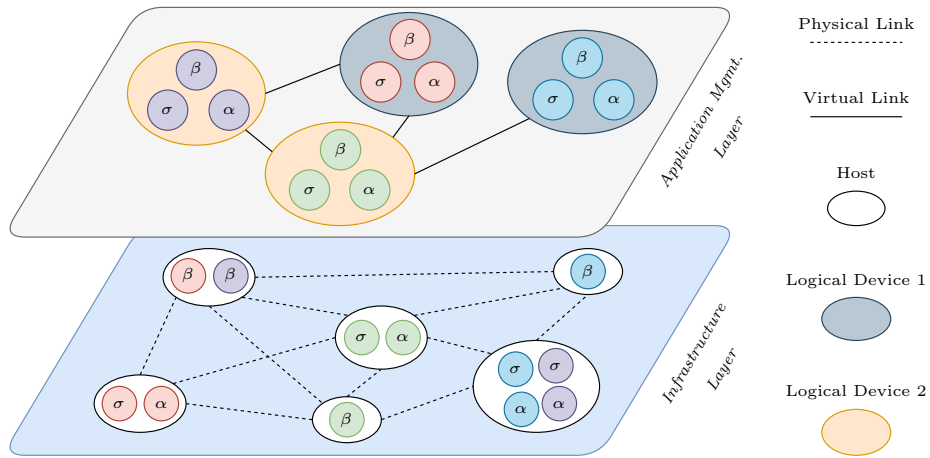 β
σ α
β
σ α
β
σ α
β
σ α
Application Mgmt.
Layer
β β
β
σ α
σ σ
α α
σ α
β
Infrastructure
Layer
Physical Link
Virtual Link
Host
Logical Device 1
Logical Device 2